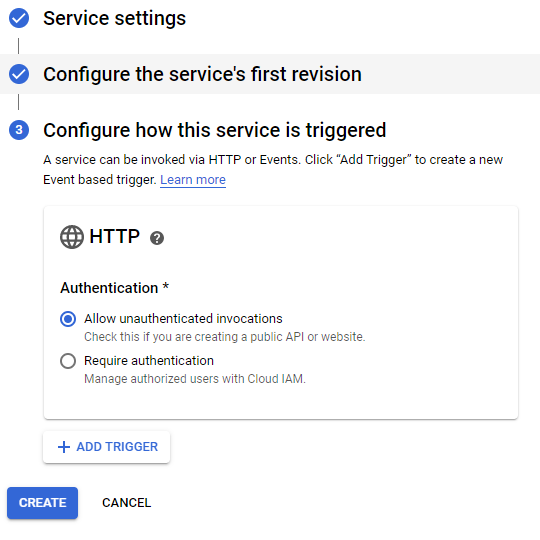 Service settings
Configure the service's first revision
3 Configure how this service is triggered
A service can be invoked via HTTP or Events. Click “Add Trigger” to create a new
Event based trigger. Learn more
HTTP ?
Authentication *
Allow unauthenticated invocations
Check this if you are creating a public API or website.
Require authentication
Manage authorized users with Cloud IAM.
+ ADD TRIGGER
CREATE CANCEL